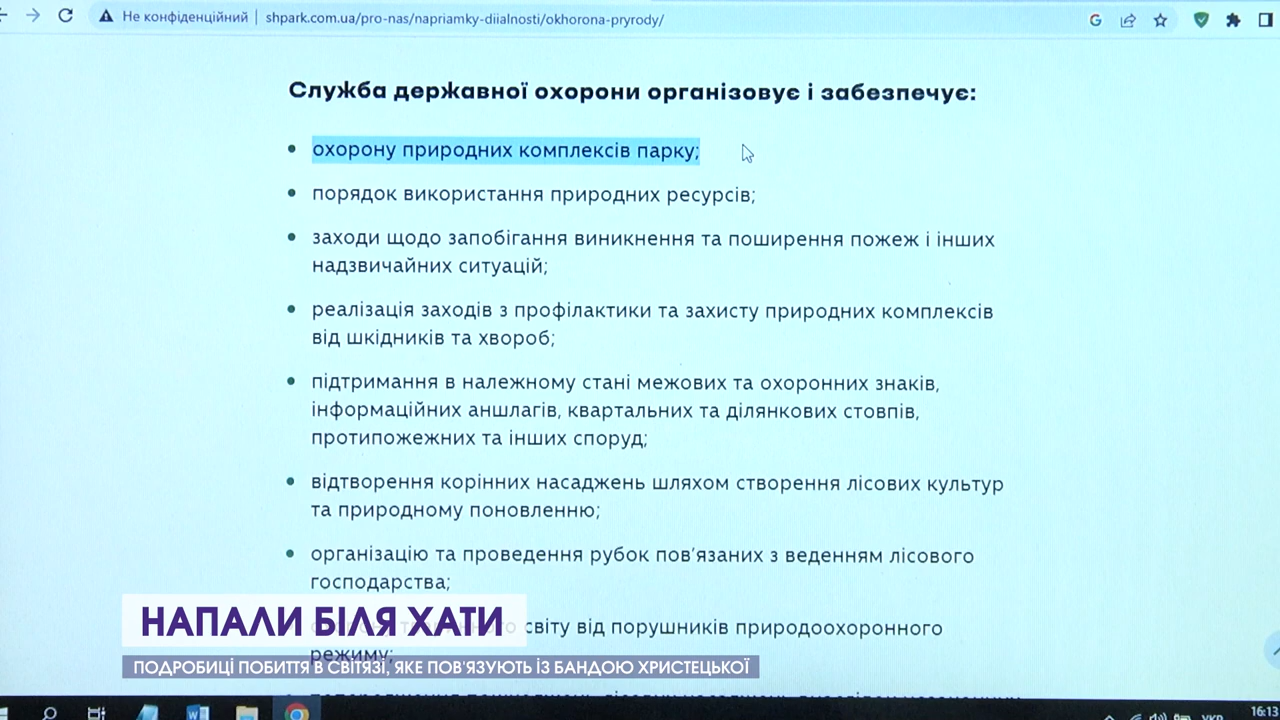 Не конфіденційний
shpark.com.ua/pro-nas/napriamky-diialnosti/okhorona-pryrody/
Служба державної охорони організовує і забезпечує:
охорону природних комплексів парку;
порядок використання природних ресурсів;
заходи щодо запобігання виникнення та поширення пожеж і інших
надзвичайних ситуацій;
реалізація заходів з профілактики та захисту природних комплексів
від шкідників та хвороб;
підтримання в належному стані межових та охоронних знаків,
інформаційних аншлагів, квартальних та ділянкових стовпів,
протипожежних та інших споруд;
відтворення корінних насаджень шляхом створення лісових культур
та природному поновленню;
організацію та проведення рубок пов'язаних з веденням лісового
господарства;
НАПАЛИ БІЛЯ ХАТИ
світу від порушників природоохоронного
режиму;
ПОДРОБИЦІ ПОБИТТЯ В СВІТЯЗІ, ЯКЕ ПОВ'ЯЗУЮТЬ ІЗ БАНДОЮ ХРИСТЕЦЬКОЇ
УКР
16:13